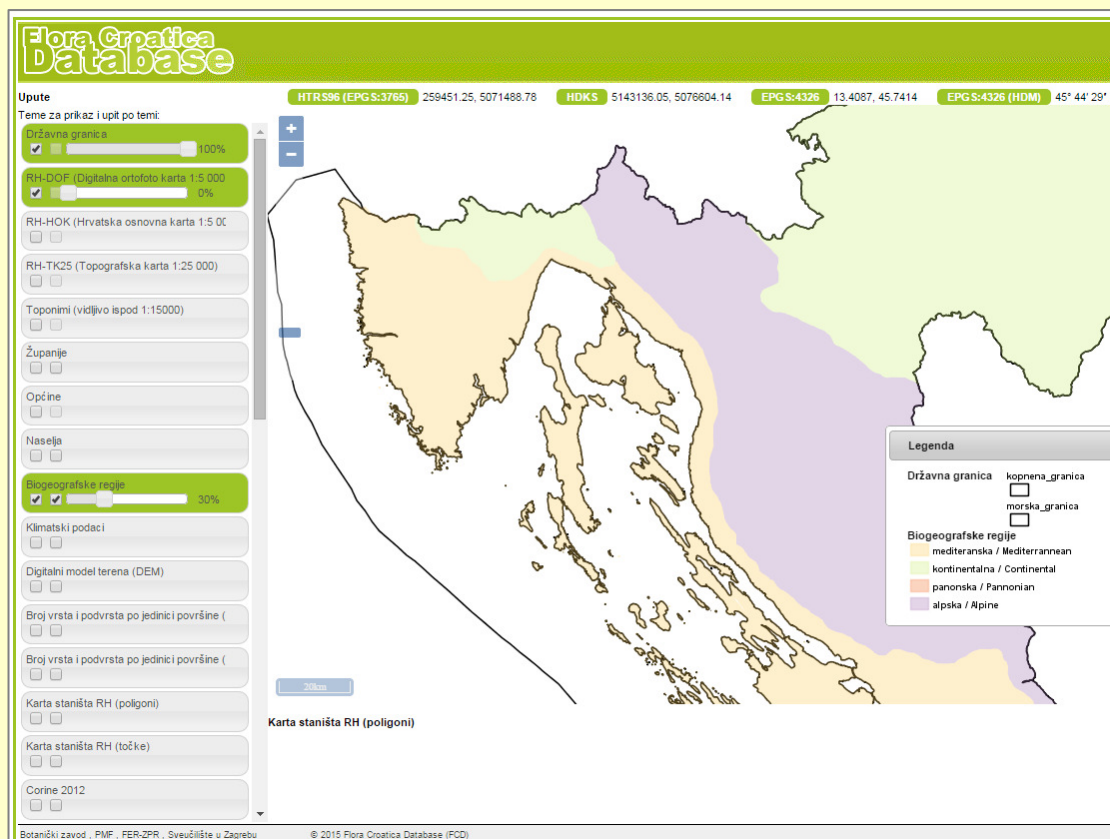 Flora Croatica
Database
Upute
HTRS96 (EPGS:3765) 259451.25, 5071488.78 HDKS 5143136.05, 5076604.14 EPGS:4326 13.4087, 45.7414 EPGS:4326 (HDM) 45° 44' 29"
Teme za prikaz i upit po temi:
Državna granica
100%
RH-DOF (Digitalna ortofoto karta 1:5 000
0%
RH-HOK (Hrvatska osnovna karta 1:5 00
RH-TK25 (Topografska karta 1:25 000)
Toponimi (vidljivo ispod 1:15000)
Županije
Općine
Naselja
Biogeografske regije
30%
Klimatski podaci
Digitalni model terena (DEM)
Broj vrsta i podvrsta po jedinici površine (
Broj vrsta i podvrsta po jedinici površine (
Karta staništa RH (poligoni)
Karta staništa RH (točke)
Corine 2012
+
−
Legenda
Državna granica kopnena_granica
morska_granica
Biogeografske regije
mediteranska / Mediterrannean
kontinentalna / Continental
panonska / Pannonian
alpska / Alpine
20km
Karta staništa RH (poligoni)
Botanički zavod , PMF , FER-ZPR , Sveučilište u Zagrebu © 2015 Flora Croatica Database (FCD)